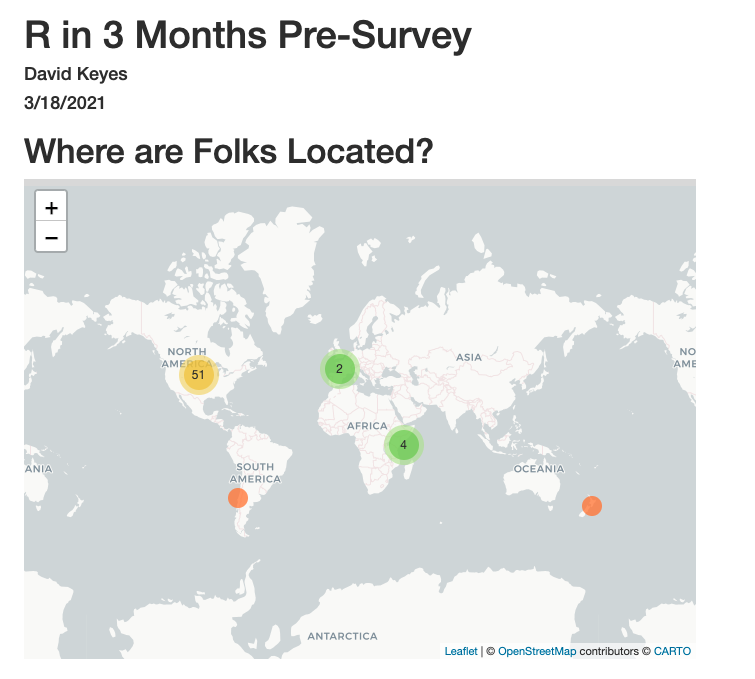 R in 3 Months Pre-Survey
David Keyes
3/18/2021
Where are Folks Located?
+
−
NORTH
AMERICA
51
2
ASIA
NO
AME
AFRICA
4
ANIA
SOUTH
AMERICA
OCEANIA
ANTARCTICA
Leaflet | © OpenStreetMap contributors © CARTO